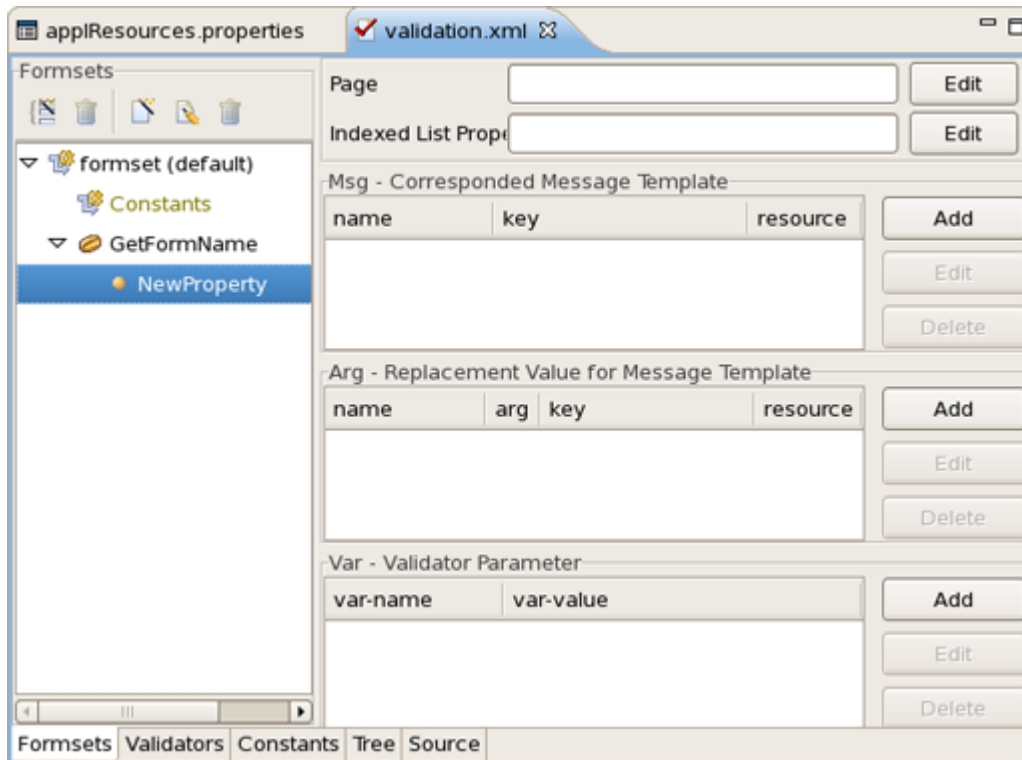 applResources.properties validation.xml
Formsets
formset (default)
Constants
GetFormName
NewProperty
Page Edit
Indexed List Prope Edit
Msg - Corresponded Message Template
name key resource Add
Edit
Delete
Arg - Replacement Value for Message Template
name arg key resource Add
Edit
Delete
Var - Validator Parameter
var-name var-value Add
Edit
Delete
Formsets Validators Constants Tree Source